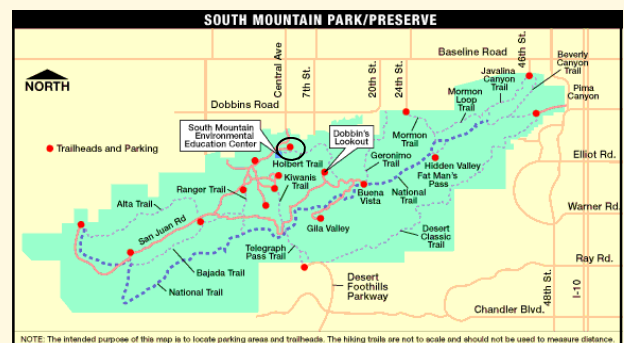 SOUTH MOUNTAIN PARK/PRESERVE
NORTH
Central Ave
7th St.
20th St.
24th St.
46th St.
Baseline Road
Beverly
Canyon
Trail
Javalina
Canyon
Trail
Mormon
Loop
Trail
Pima
Canyon
Dobbins Road
South Mountain
Environmental
Education Center
Dobbin's
Lookout
Mormon
Trail
Trailheads and Parking
Holbert Trail
Geronimo
Trail
Hidden Valley
Fat Man's
Pass
Elliot Rd.
Ranger Trail
Kiwanis
Trail
Buena
Vista
National
Trail
Alta Trail
San Juan Rd
Gila Valley
Warner Rd.
Desert
Classic
Trail
Telegraph
Pass Trail
Bajada Trail
National Trail
Ray Rd.
Desert
Foothills
Parkway
48th St.
I-10
Chandler Blvd.
NOTE: The intended purpoee of this map is to locate parking areas and trailheads. The hiking trails are not to scale and should not be used to measure distance.